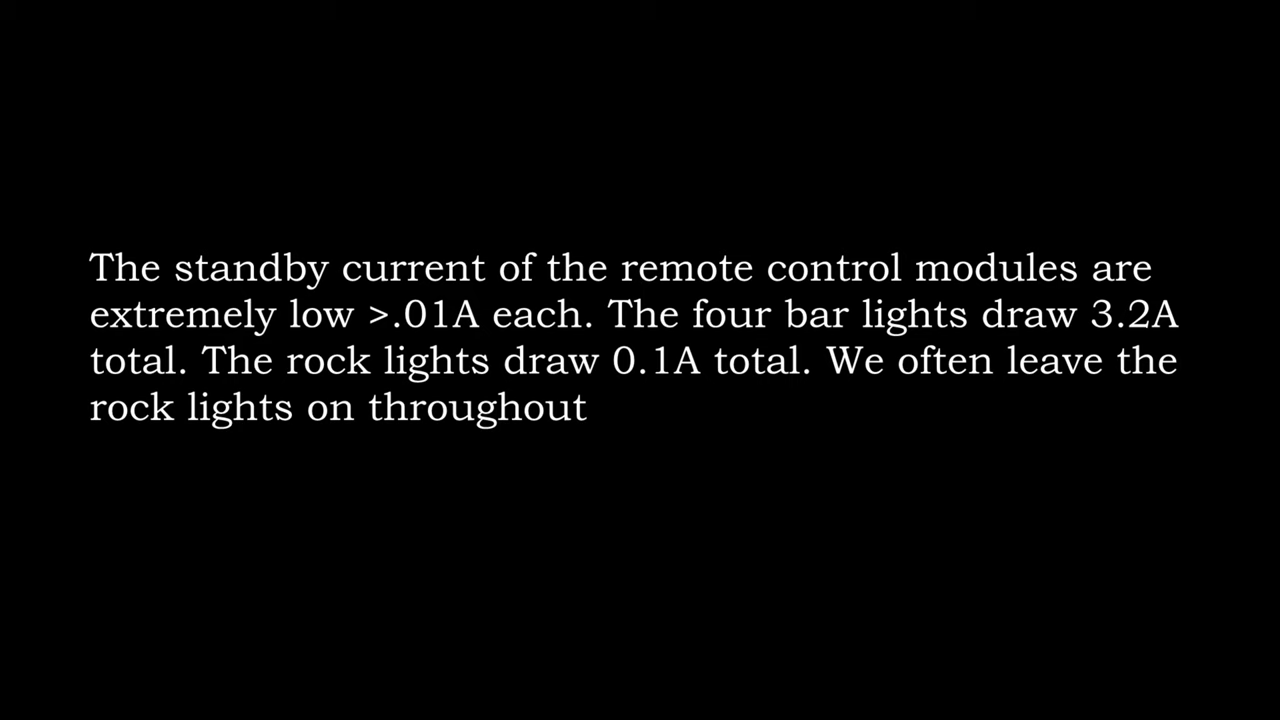 The standby current of the remote control modules are
extremely low >.01A each. The four bar lights draw 3.2A
total. The rock lights draw 0.1A total. We often leave the
rock lights on throughout